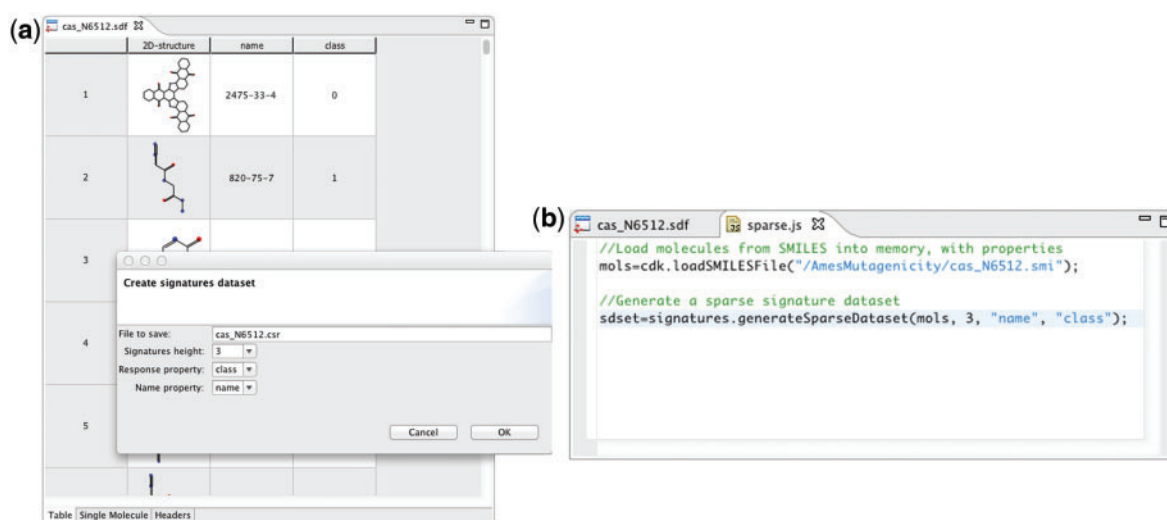 (a)
cas_N6512.sdf
2D-structure name class
1 2475-33-4 0
2 820-75-7 1
3
Create signatures dataset
File to save: cas_N6512.csr
Signatures height: 3
Response property: class
Name property: name
Cancel OK
4
5
Table Single Molecule Headers
(b)
cas_N6512.sdf sparse.js
//Load molecules from SMILES into memory, with properties
mols=cdk.loadSMILESFile("/AmesMutagenicity/cas_N6512.smi");
//Generate a sparse signature dataset
sdset=signatures.generateSparseDataset(mols, 3, "name", "class");